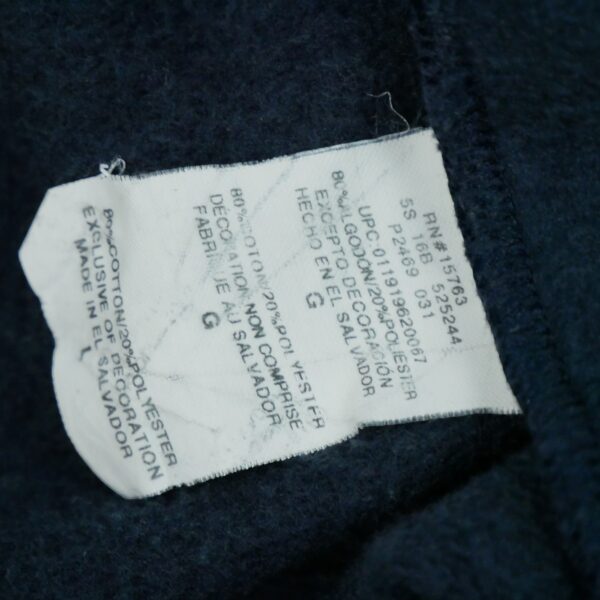 RN#15763
5S 16B 525244
P2469 031
UPC:011919620067
80%ALGODON/20%POLIESTER
EXCEPTO DECORACIÓN
HECHO EN EL SALVADOR
G
80%COTON/20%POLYESTER
DÉCORATION NON COMPRISE
FABRIQUE AU SALVADOR
G
80%COTTON/20%POLYESTER
EXCLUSIVE OF DECORATION
MADE IN EL SALVADOR
L